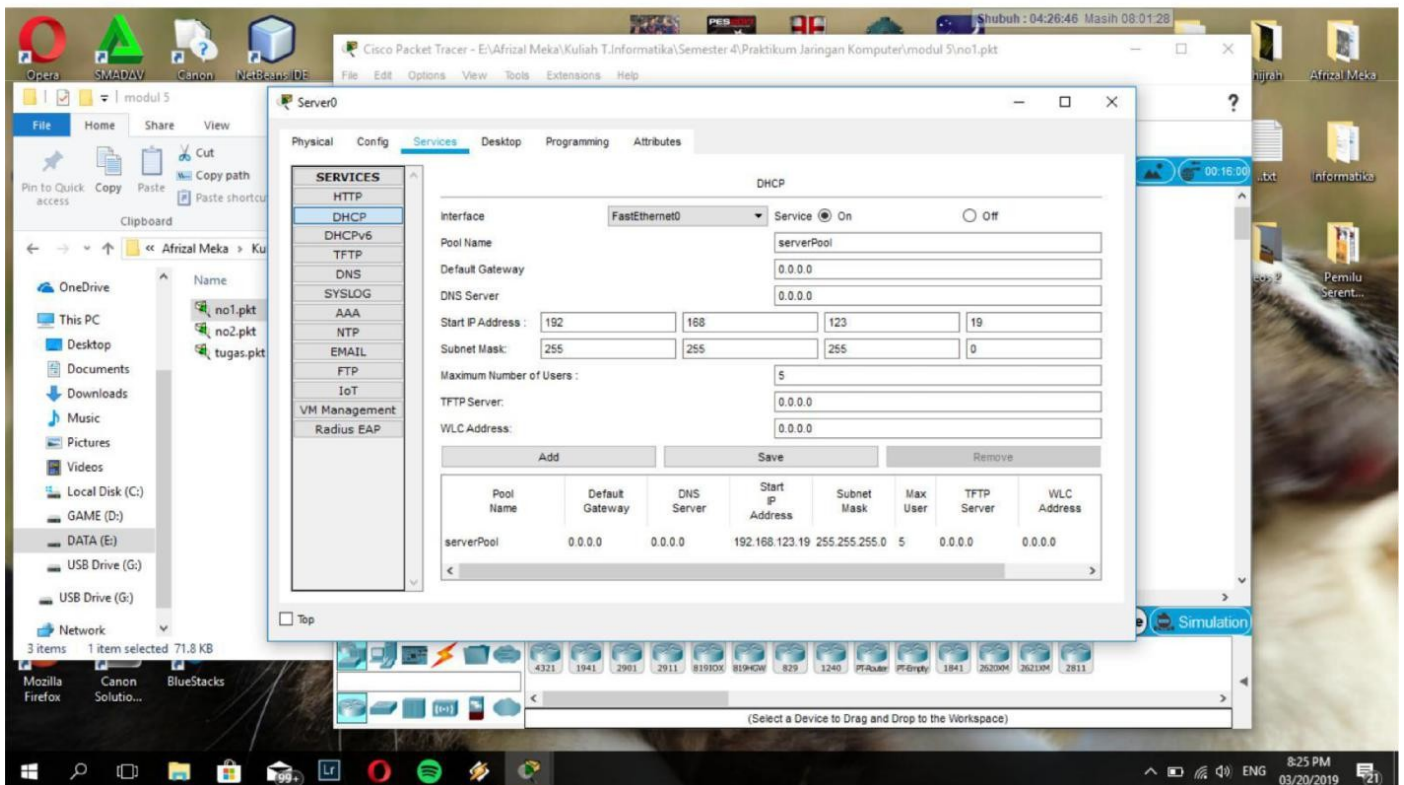 Shubuh : 04:26:46 Masih 08:01:28
Opera
SMADΔV
Canon
NetBeans IDE
Cisco Packet Tracer - E:\Afrizal Meka\Kuliah T.Informatika\Semester 4\Praktikum Jaringan Komputer\modul 5\no1.pkt
File Edit Options View Tools Extensions Help
hijrah
Afrizal Meka
modul 5
File Home Share View
Cut
Copy path
Paste shortcu
Pin to Quick access
Copy
Paste
Clipboard
« Afrizal Meka > Ku
Name
OneDrive
This PC
Desktop
Documents
Downloads
Music
Pictures
Videos
Local Disk (C:)
GAME (D:)
DATA (E:)
USB Drive (G:)
USB Drive (G:)
Network
no1.pkt
no2.pkt
tugas.pkt
3 items 1 item selected 71.8 KB
Server0
Physical Config Services Desktop Programming Attributes
SERVICES
HTTP
DHCP
DHCPv6
TFTP
DNS
SYSLOG
AAA
NTP
EMAIL
FTP
IoT
VM Management
Radius EAP
DHCP
Interface FastEthernet0 Service On Off
Pool Name serverPool
Default Gateway 0.0.0.0
DNS Server 0.0.0.0
Start IP Address : 192 168 123 19
Subnet Mask: 255 255 255 0
Maximum Number of Users : 5
TFTP Server: 0.0.0.0
WLC Address: 0.0.0.0
Add Save Remove
Pool Name Default Gateway DNS Server Start IP Address Subnet Mask Max User TFTP Server WLC Address
serverPool 0.0.0.0 0.0.0.0 192.168.123.19 255.255.255.0 5 0.0.0.0 0.0.0.0
Top
?
00:16:00
..txt
Informatika
Pemilu Serent...
Simulation
4321 1941 2901 2911 819IOX 819HGW 829 1240 PT-Router PT-Empty 1841 2620XM 2621XM 2811
(Select a Device to Drag and Drop to the Workspace)
Mozilla Firefox
Canon Solutio...
BlueStacks
99+
Lr
ENG
8:25 PM
03/20/2019
21